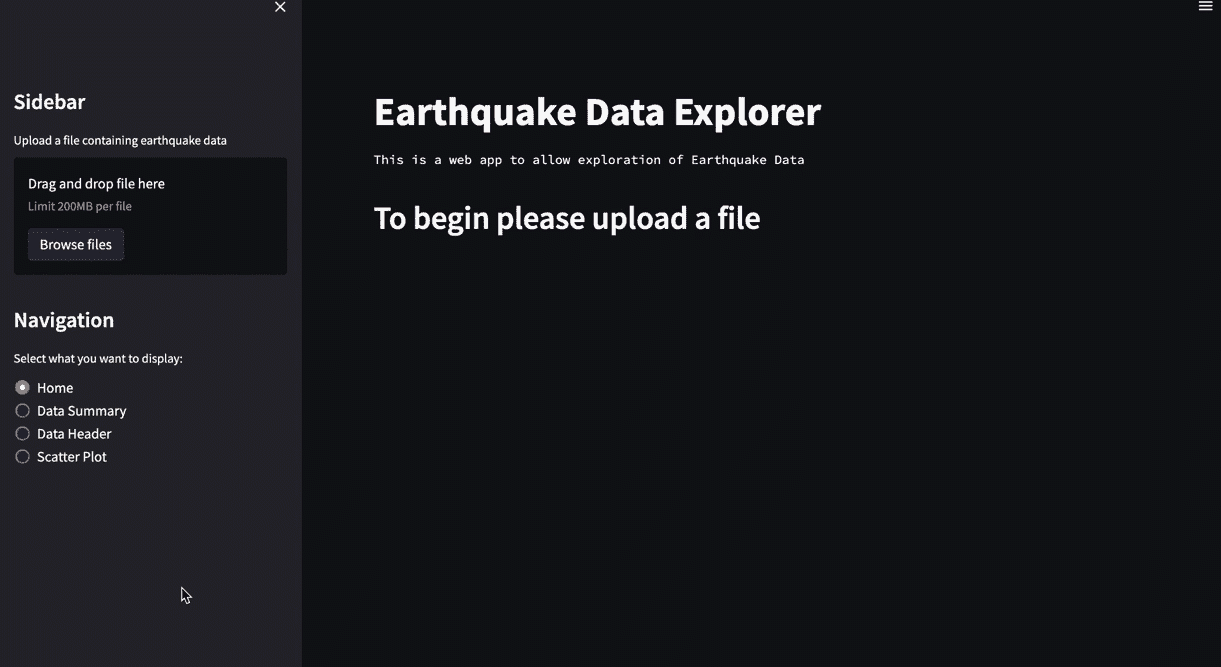 Sidebar
Upload a file containing earthquake data
Drag and drop file here
Limit 200MB per file
Browse files
Navigation
Select what you want to display:
Home
Data Summary
Data Header
Scatter Plot
Earthquake Data Explorer
This is a web app to allow exploration of Earthquake Data
To begin please upload a file